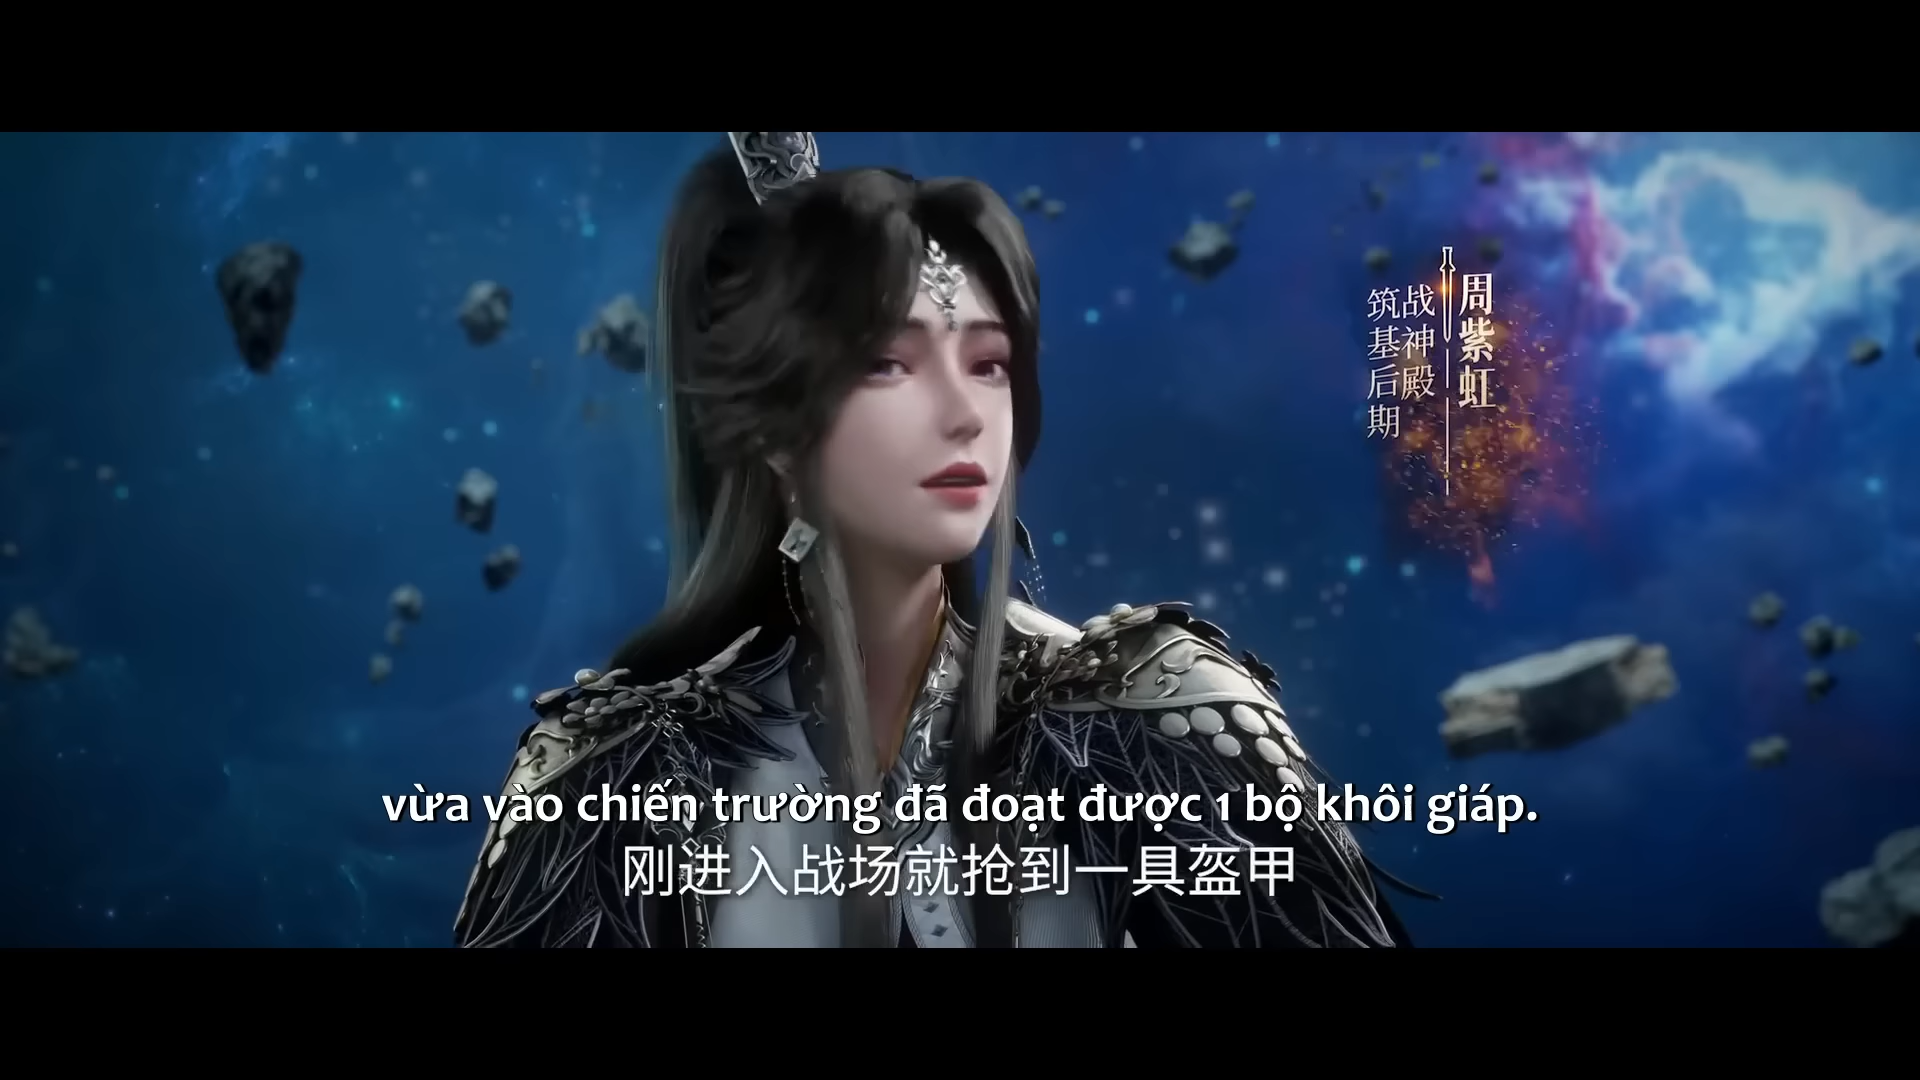 周紫虹
战神殿
筑基后期
vừa vào chiến trường đã đoạt được 1 bộ khôi giáp.
刚进入战场就抢到一具盔甲